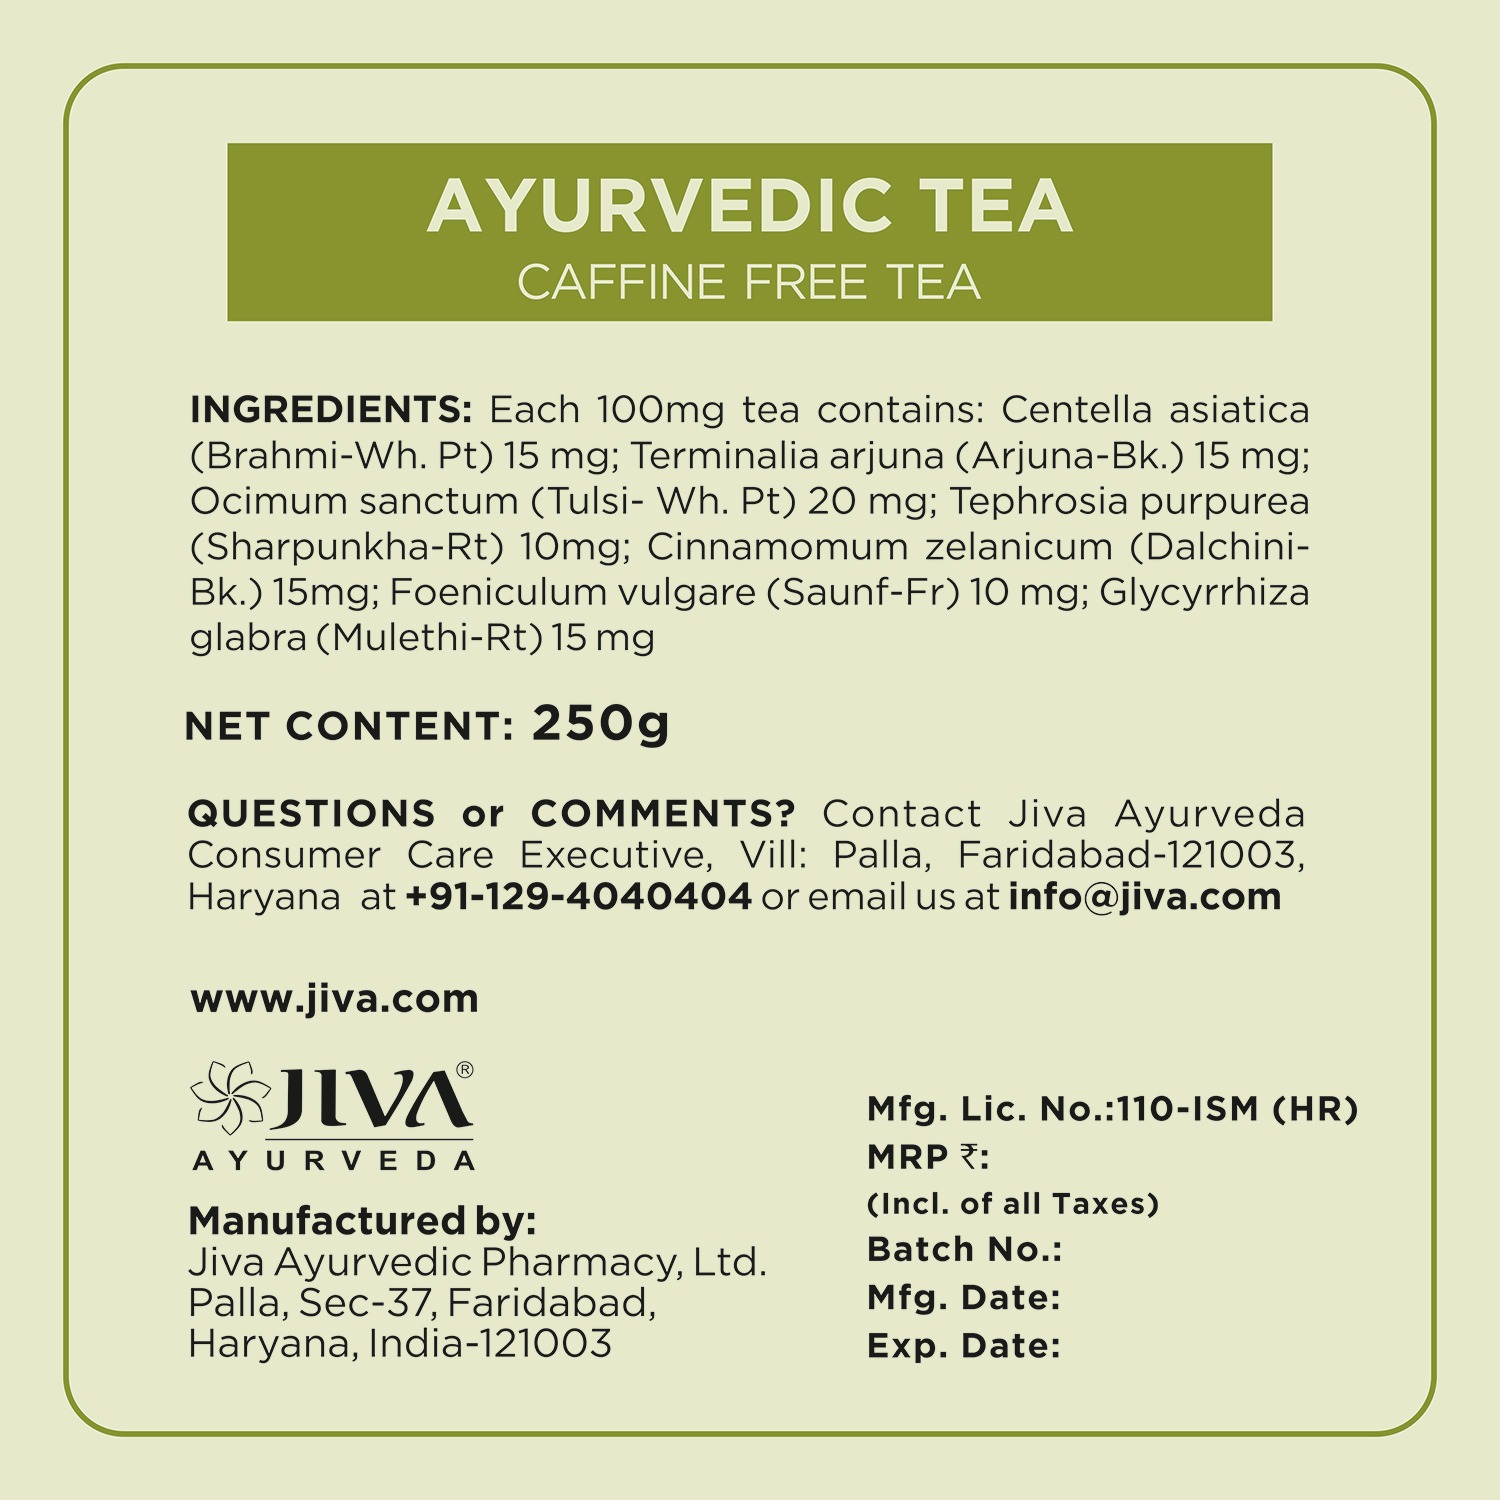 AYURVEDIC TEA
CAFFINE FREE TEA
INGREDIENTS: Each 100mg tea contains: Centella asiatica
(Brahmi-Wh. Pt) 15 mg; Terminalia arjuna (Arjuna-Bk.) 15 mg;
Ocimum sanctum (Tulsi- Wh. Pt) 20 mg; Tephrosia purpurea
(Sharpunkha-Rt) 10mg; Cinnamomum zelanicum (Dalchini-
Bk.) 15mg; Foeniculum vulgare (Saunf-Fr) 10 mg; Glycyrrhiza
glabra (Mulethi-Rt) 15 mg
NET CONTENT: 250g
QUESTIONS or COMMENTS? Contact Jiva Ayurveda
Consumer Care Executive, Vill: Palla, Faridabad-121003,
Haryana at +91-129-4040404 or email us at info@jiva.com
www.jiva.com
JIVA®
AYURVEDA
Manufactured by:
Jiva Ayurvedic Pharmacy, Ltd.
Palla, Sec-37, Faridabad,
Haryana, India-121003
Mfg. Lic. No.:110-ISM (HR)
MRP ₹:
(Incl. of all Taxes)
Batch No.:
Mfg. Date:
Exp. Date: